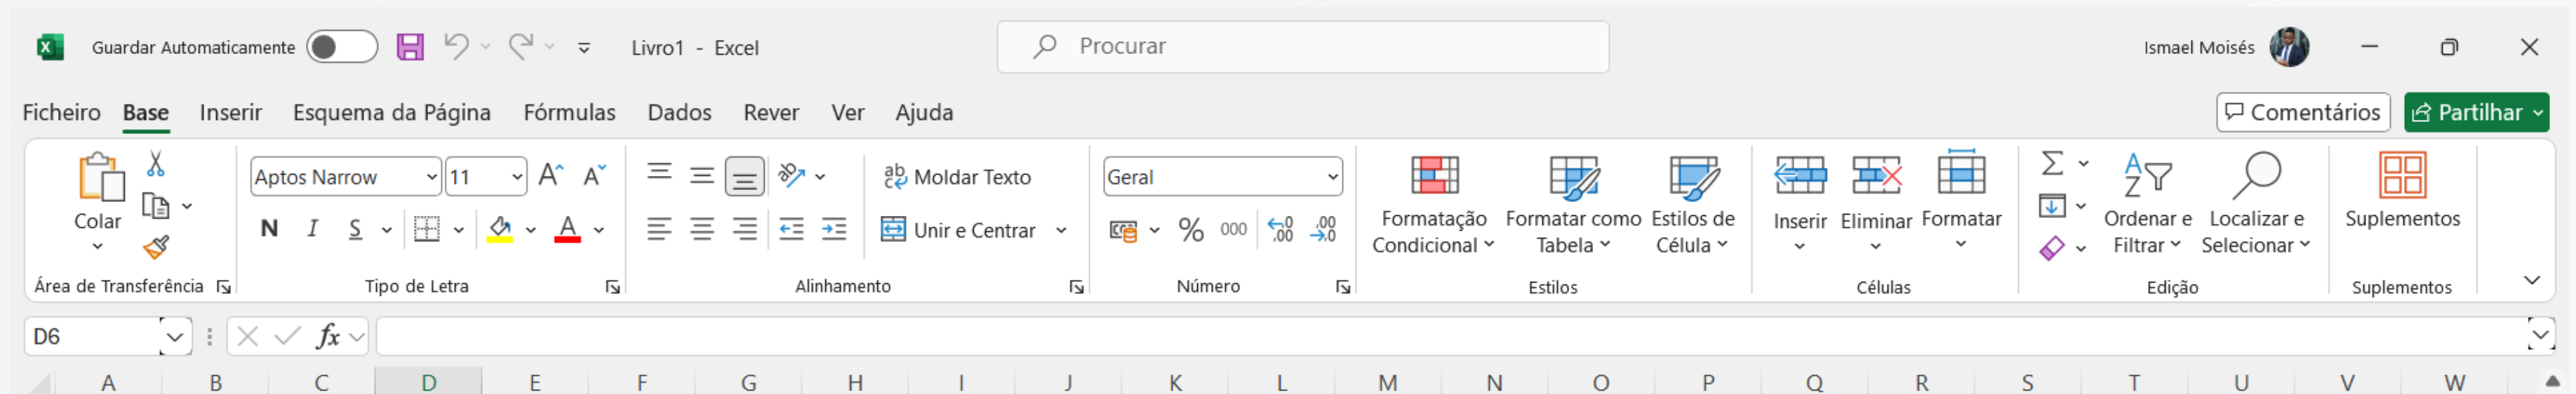 Guardar Automaticamente Livro1 - Excel Procurar Ismael Moisés
Ficheiro Base Inserir Esquema da Página Fórmulas Dados Rever Ver Ajuda Comentários Partilhar
Colar
Área de Transferência
Aptos Narrow 11
N I S A
Tipo de Letra
ab Moldar Texto
Unir e Centrar
Alinhamento
Geral
% 000 ,00 ,00
Número
Formatação Condicional
Formatar como Tabela
Estilos de Célula
Estilos
Inserir Eliminar Formatar
Células
Σ
Ordenar e Filtrar
Localizar e Selecionar
Edição
Suplementos
Suplementos
D6 fx
A B C D E F G H I J K L M N O P Q R S T U V W